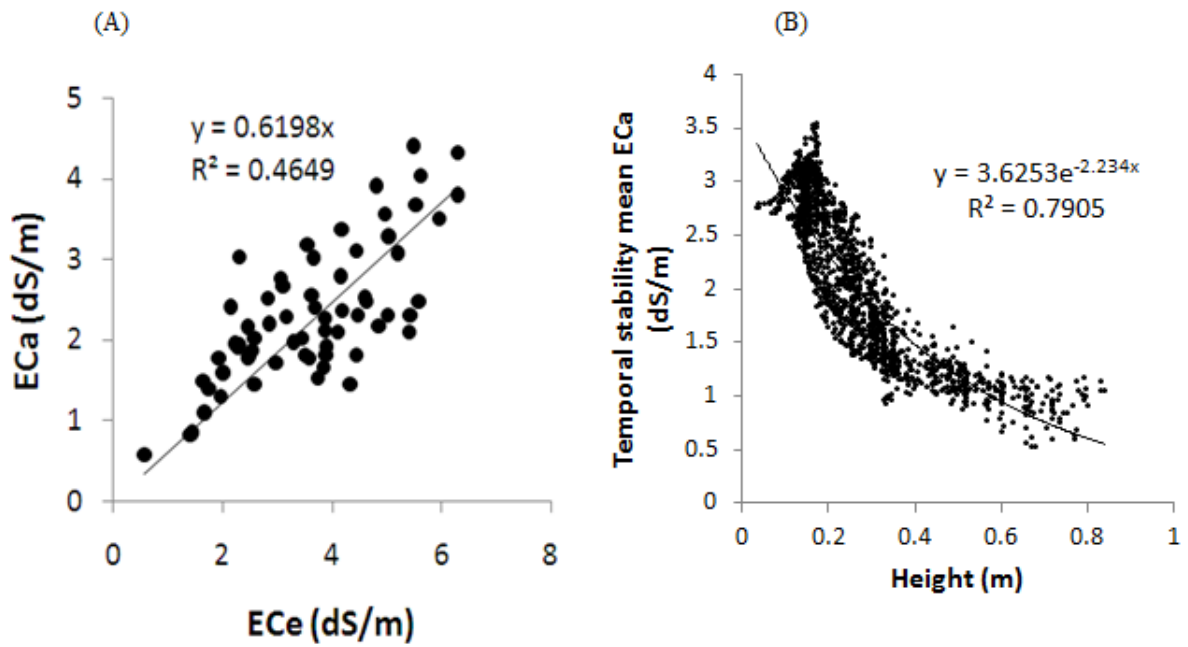 (A)
5
4
3
2
1
0
ECa (dS/m)
y = 0.6198x
R² = 0.4649
0 2 4 6 8
ECe (dS/m)
(B)
4
3.5
3
2.5
2
1.5
1
0.5
0
Temporal stability mean ECa
(dS/m)
y = 3.6253e^-2.234x
R² = 0.7905
0 0.2 0.4 0.6 0.8 1
Height (m)